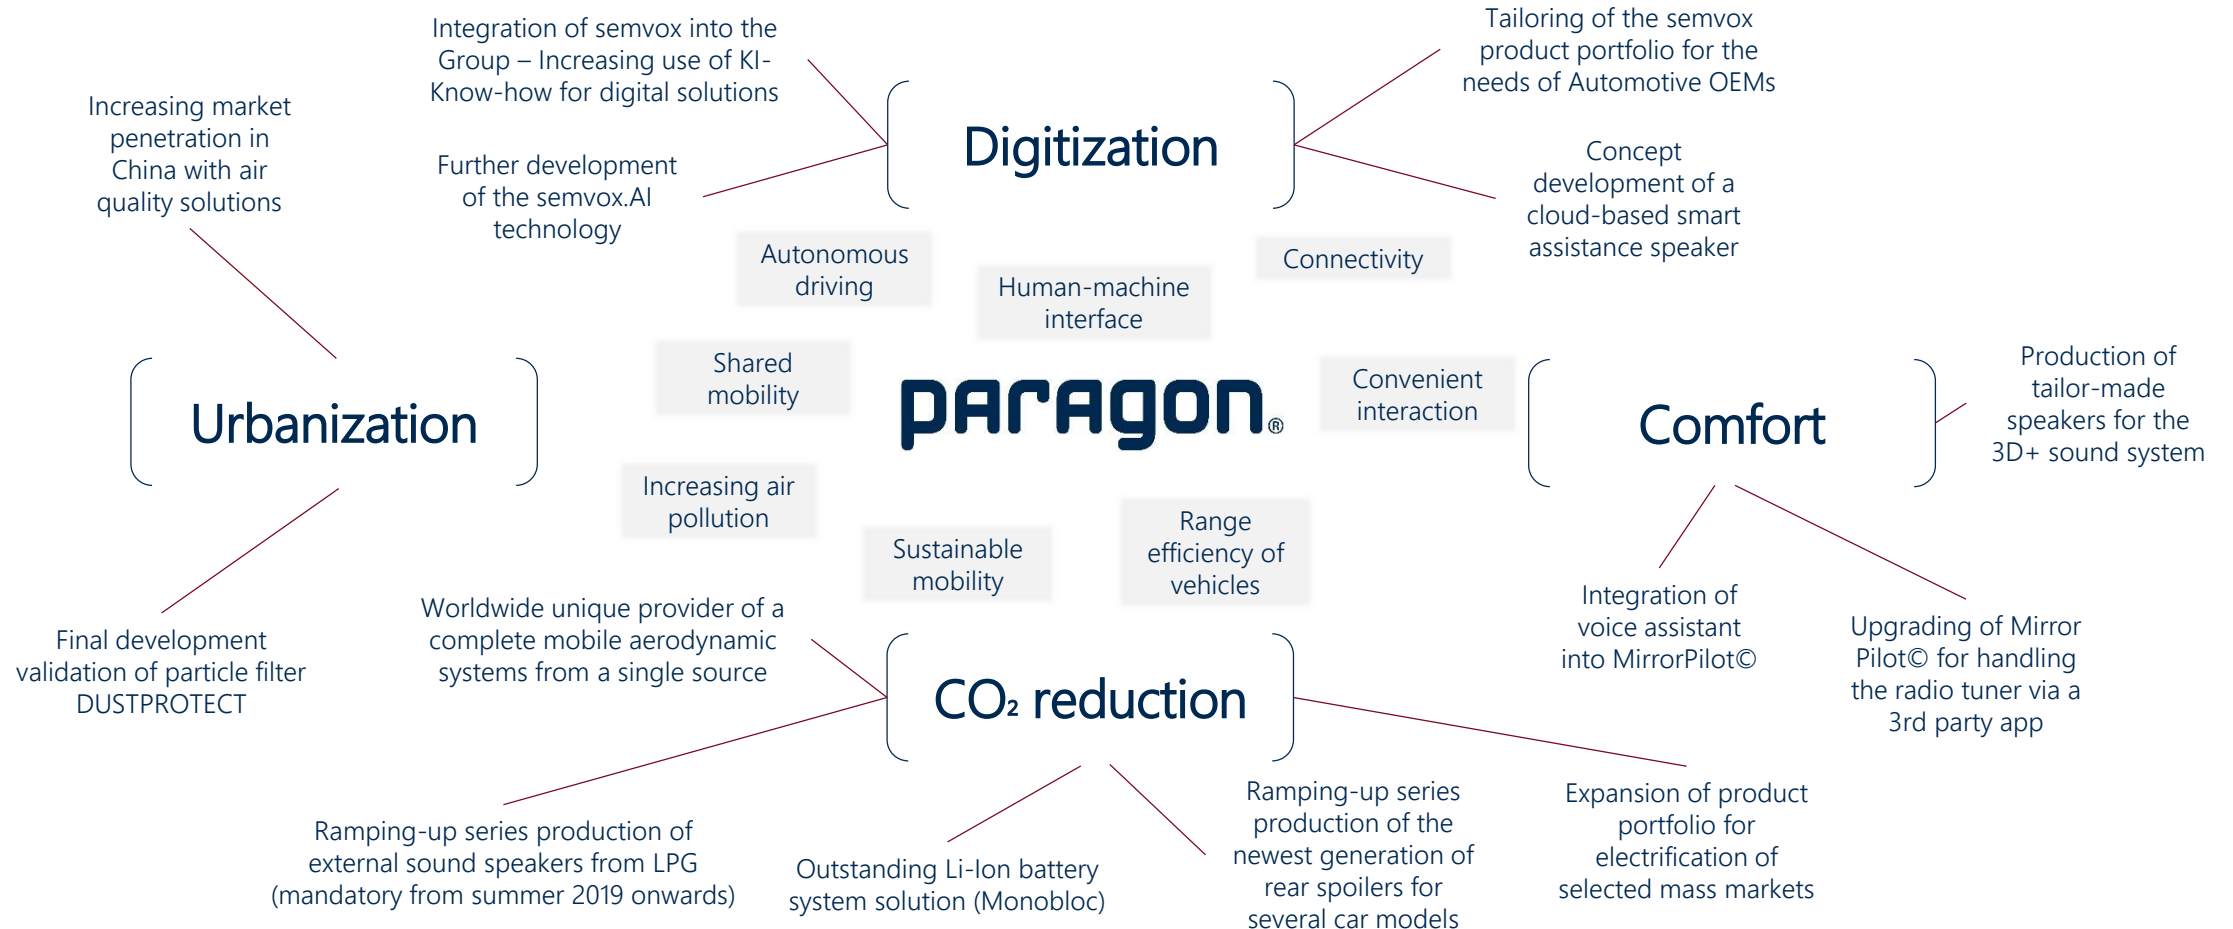 Integration of semvox into the
Group – Increasing use of KI-
Know-how for digital solutions
Tailoring of the semvox
product portfolio for the
needs of Automotive OEMs
Increasing market
penetration in
China with air
quality solutions
Digitization
Further development
of the semvox.AI
technology
Concept
development of a
cloud-based smart
assistance speaker
Autonomous
driving
Human-machine
interface
Connectivity
Shared
mobility
paragon®
Convenient
interaction
Urbanization
Comfort
Production of
tailor-made
speakers for the
3D+ sound system
Increasing air
pollution
Sustainable
mobility
Range
efficiency of
vehicles
Final development
validation of particle filter
DUSTPROTECT
Worldwide unique provider of a
complete mobile aerodynamic
systems from a single source
CO₂ reduction
Integration of
voice assistant
into MirrorPilot©
Upgrading of Mirror
Pilot© for handling
the radio tuner via a
3rd party app
Ramping-up series production of
external sound speakers from LPG
(mandatory from summer 2019 onwards)
Outstanding Li-Ion battery
system solution (Monobloc)
Ramping-up series
production of the
newest generation of
rear spoilers for
several car models
Expansion of product
portfolio for
electrification of
selected mass markets